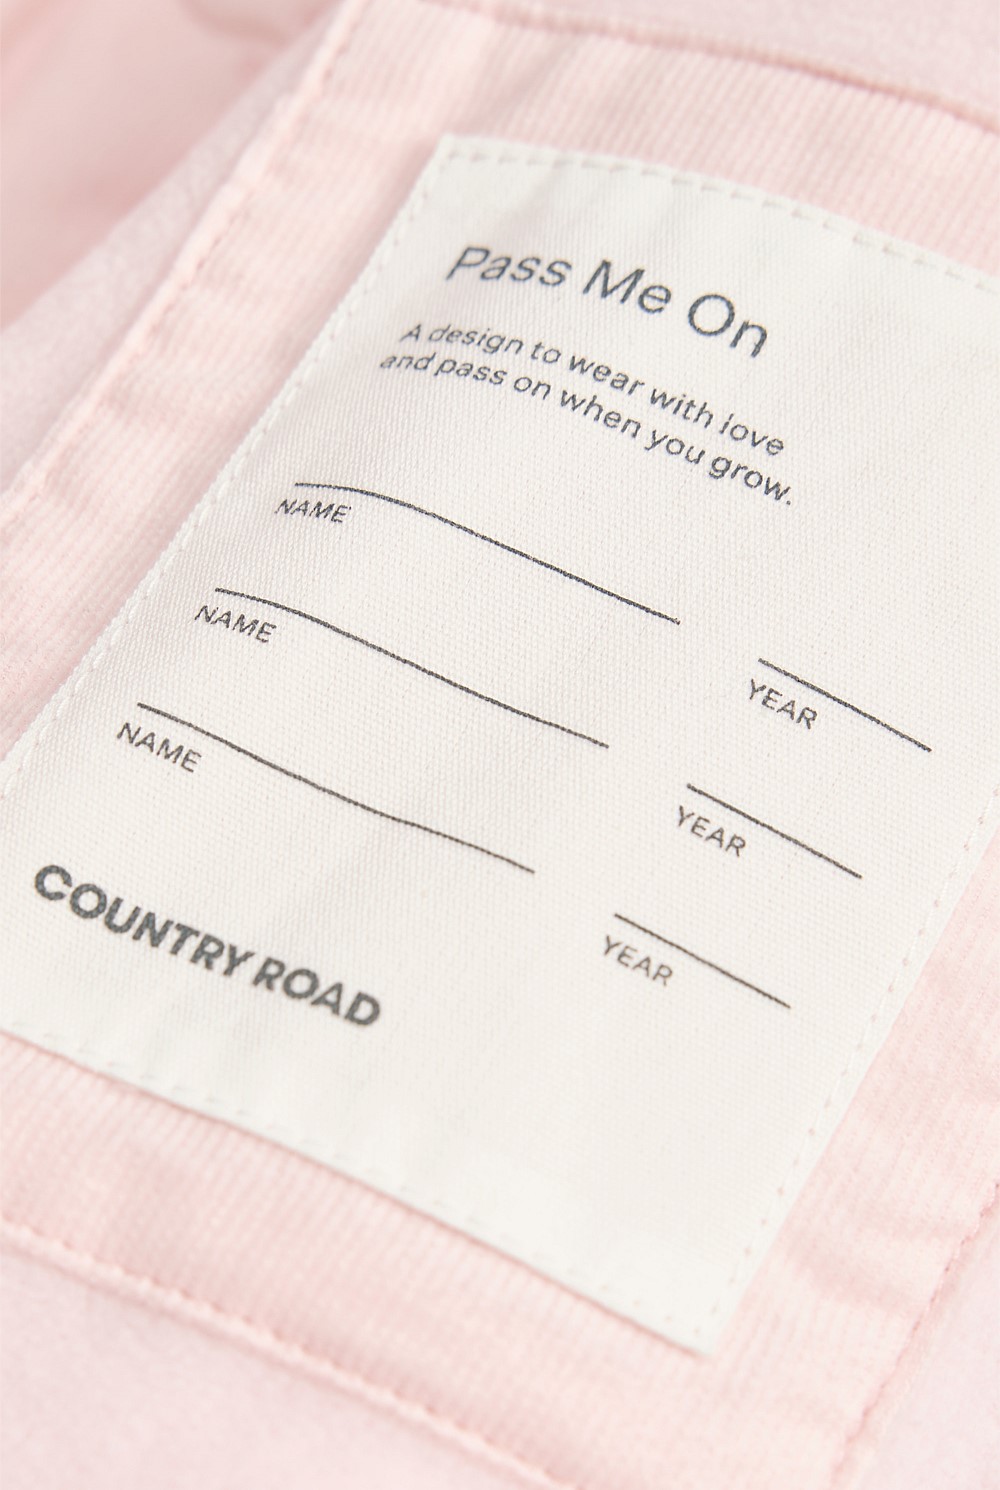 Pass Me On
A design to wear with love
and pass on when you grow.
NAME YEAR
NAME YEAR
NAME YEAR
COUNTRY ROAD